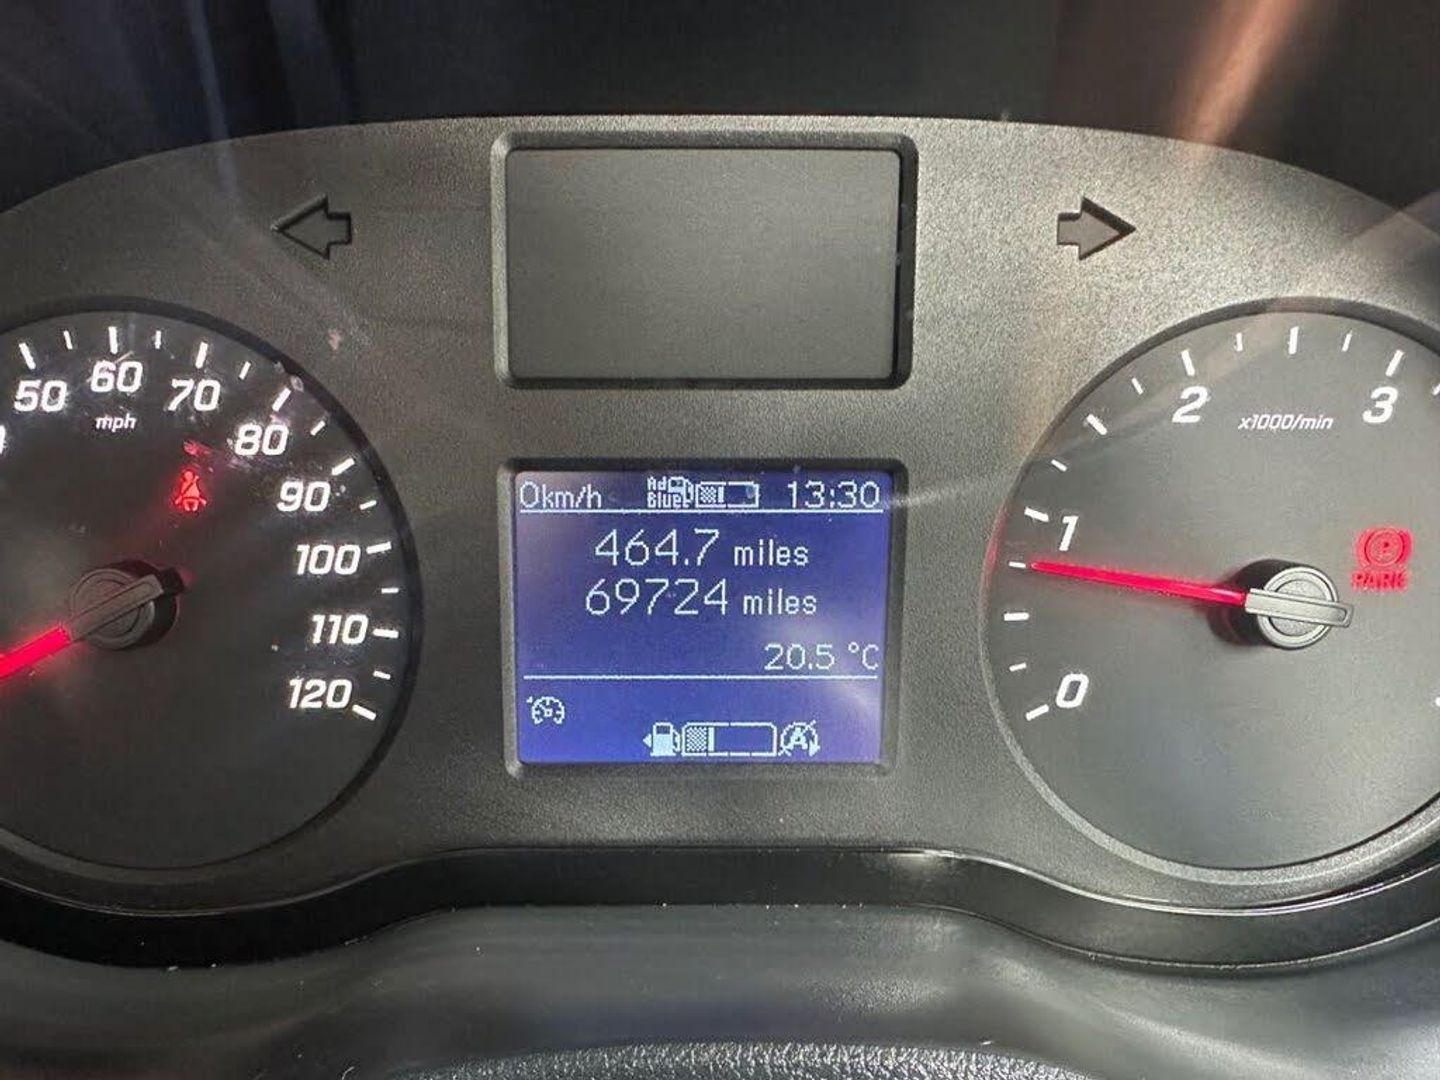 50 60 70 80 90 100 110 120
mph
0km/h Ad Blue 13:30
464.7 miles
69724 miles
20.5 °C
A
0 1 2 3
x1000/min
P
PARK